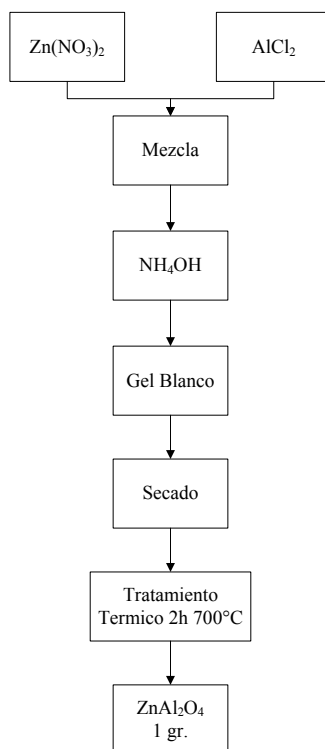 Zn(NO₃)₂
AlCl₂
Mezcla
NH₄OH
Gel Blanco
Secado
Tratamiento
Termico 2h 700°C
ZnAl₂O₄
1 gr.